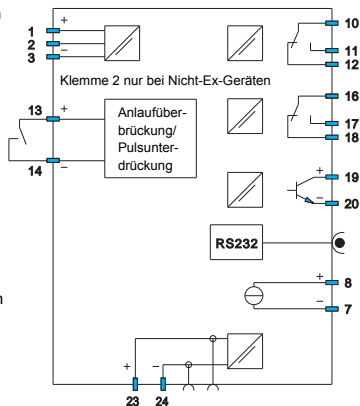 10
1 +
2
3 −
11
12
Klemme 2 nur bei Nicht-Ex-Geräten
16
13 +
Anlaufüber-
brückung/
Pulsunter-
drückung
17
18
14 −
+ 19
− 20
RS232
+ 8
− 7
+ −
23 24